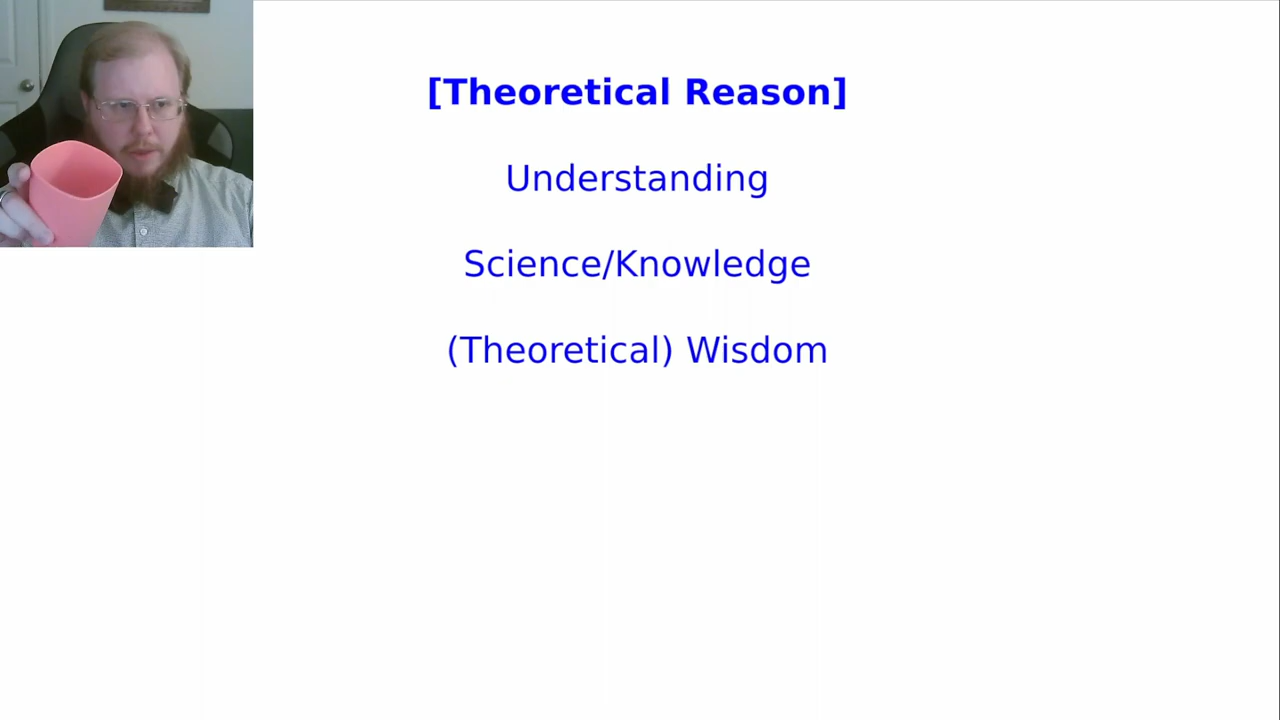 [Theoretical Reason]
Understanding
Science/Knowledge
(Theoretical) Wisdom